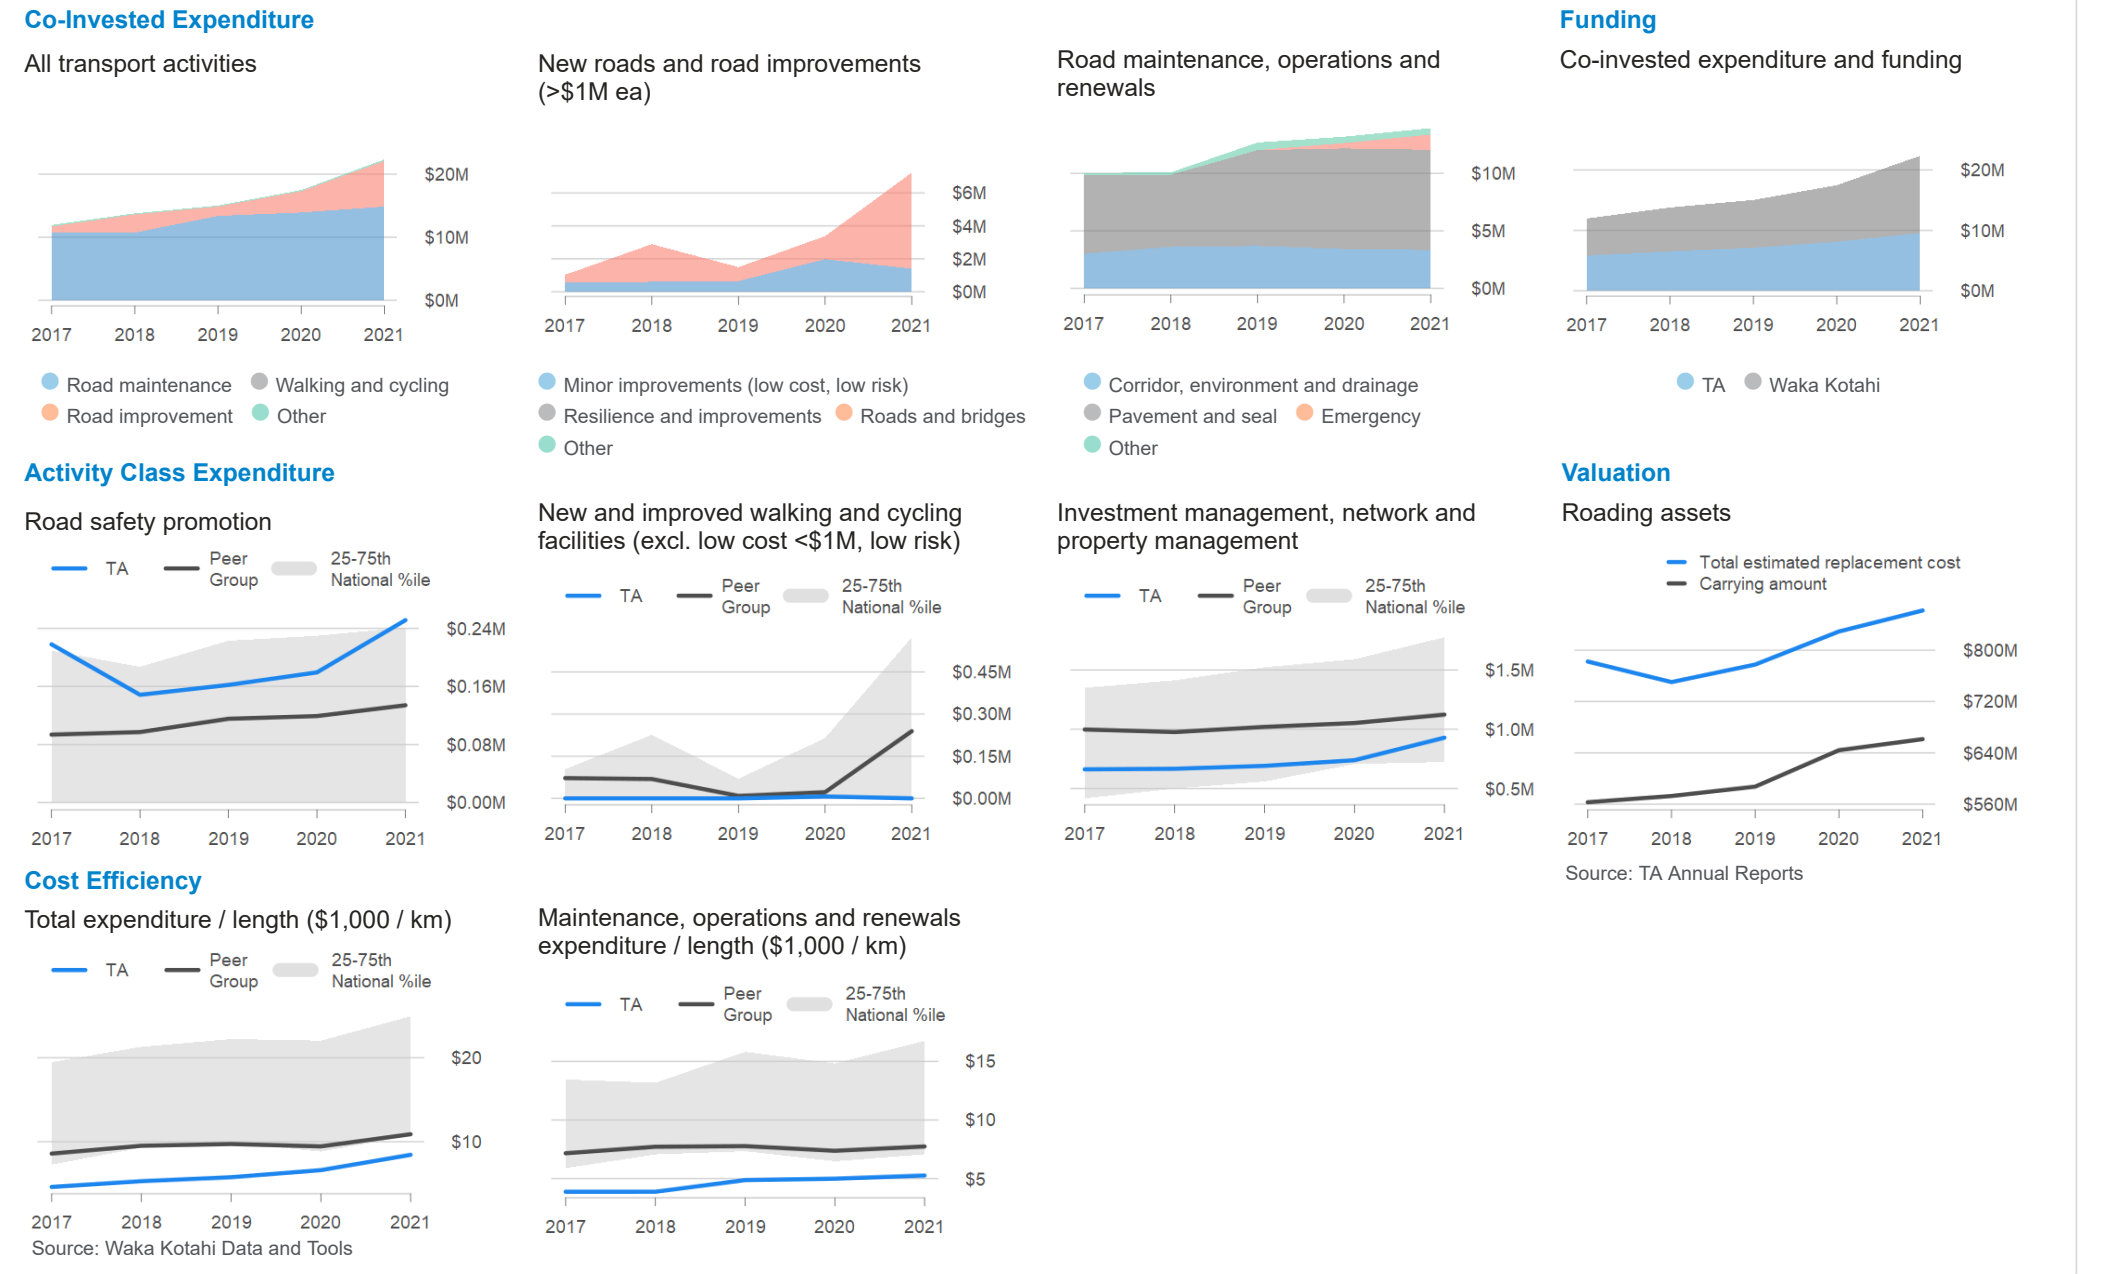 Co-Invested Expenditure
All transport activities
$20M
$10M
$0M
2017 2018 2019 2020 2021
Road maintenance Walking and cycling
Road improvement Other
New roads and road improvements
(>$1M ea)
$6M
$4M
$2M
$0M
2017 2018 2019 2020 2021
Minor improvements (low cost, low risk)
Resilience and improvements Roads and bridges
Other
Road maintenance, operations and
renewals
$10M
$5M
$0M
2017 2018 2019 2020 2021
Corridor, environment and drainage
Pavement and seal Emergency
Other
Funding
Co-invested expenditure and funding
$20M
$10M
$0M
2017 2018 2019 2020 2021
TA Waka Kotahi
Activity Class Expenditure
Road safety promotion
TA Peer Group 25-75th National %ile
$0.24M
$0.16M
$0.08M
$0.00M
2017 2018 2019 2020 2021
New and improved walking and cycling
facilities (excl. low cost <$1M, low risk)
TA Peer Group 25-75th National %ile
$0.45M
$0.30M
$0.15M
$0.00M
2017 2018 2019 2020 2021
Investment management, network and
property management
TA Peer Group 25-75th National %ile
$1.5M
$1.0M
$0.5M
2017 2018 2019 2020 2021
Valuation
Roading assets
Total estimated replacement cost
Carrying amount
$800M
$720M
$640M
$560M
2017 2018 2019 2020 2021
Source: TA Annual Reports
Cost Efficiency
Total expenditure / length ($1,000 / km)
TA Peer Group 25-75th National %ile
$20
$10
2017 2018 2019 2020 2021
Source: Waka Kotahi Data and Tools
Maintenance, operations and renewals
expenditure / length ($1,000 / km)
TA Peer Group 25-75th National %ile
$15
$10
$5
2017 2018 2019 2020 2021